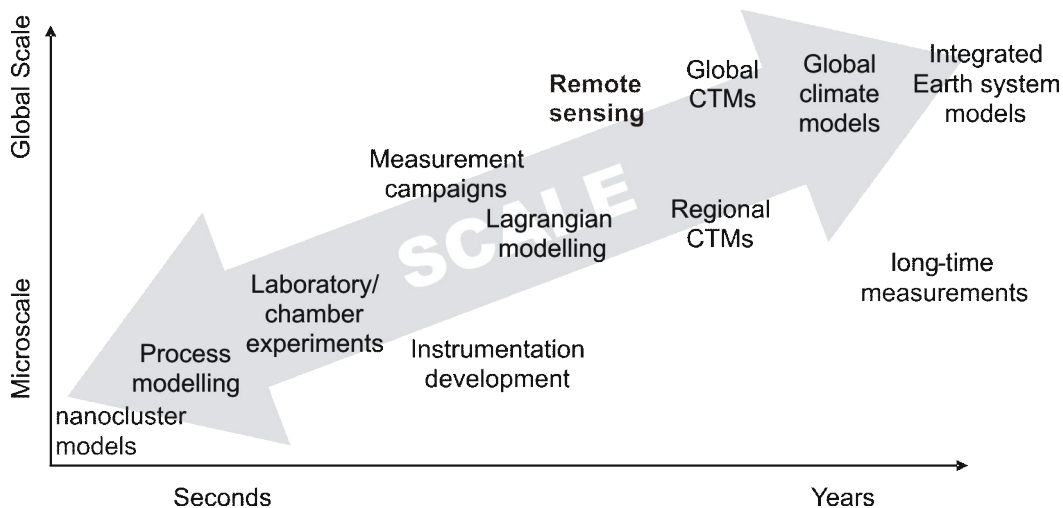 Global Scale
Microscale
Integrated
Earth system
models
Global
climate
models
Global
CTMs
Remote
sensing
Measurement
campaigns
SCALE
Lagrangian
modelling
Regional
CTMs
long-time
measurements
Laboratory/
chamber
experiments
Instrumentation
development
Process
modelling
nanocluster
models
Seconds
Years